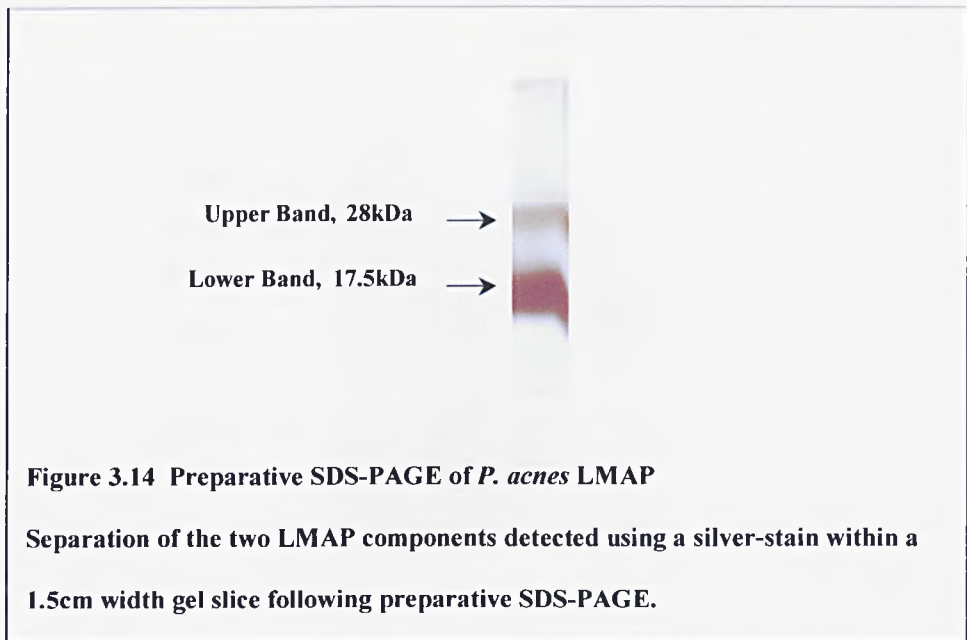 Upper Band, 28kDa
Lower Band, 17.5kDa
Figure 3.14 Preparative SDS-PAGE of P. acnes LMAP
Separation of the two LMAP components detected using a silver-stain within a
1.5cm width gel slice following preparative SDS-PAGE.